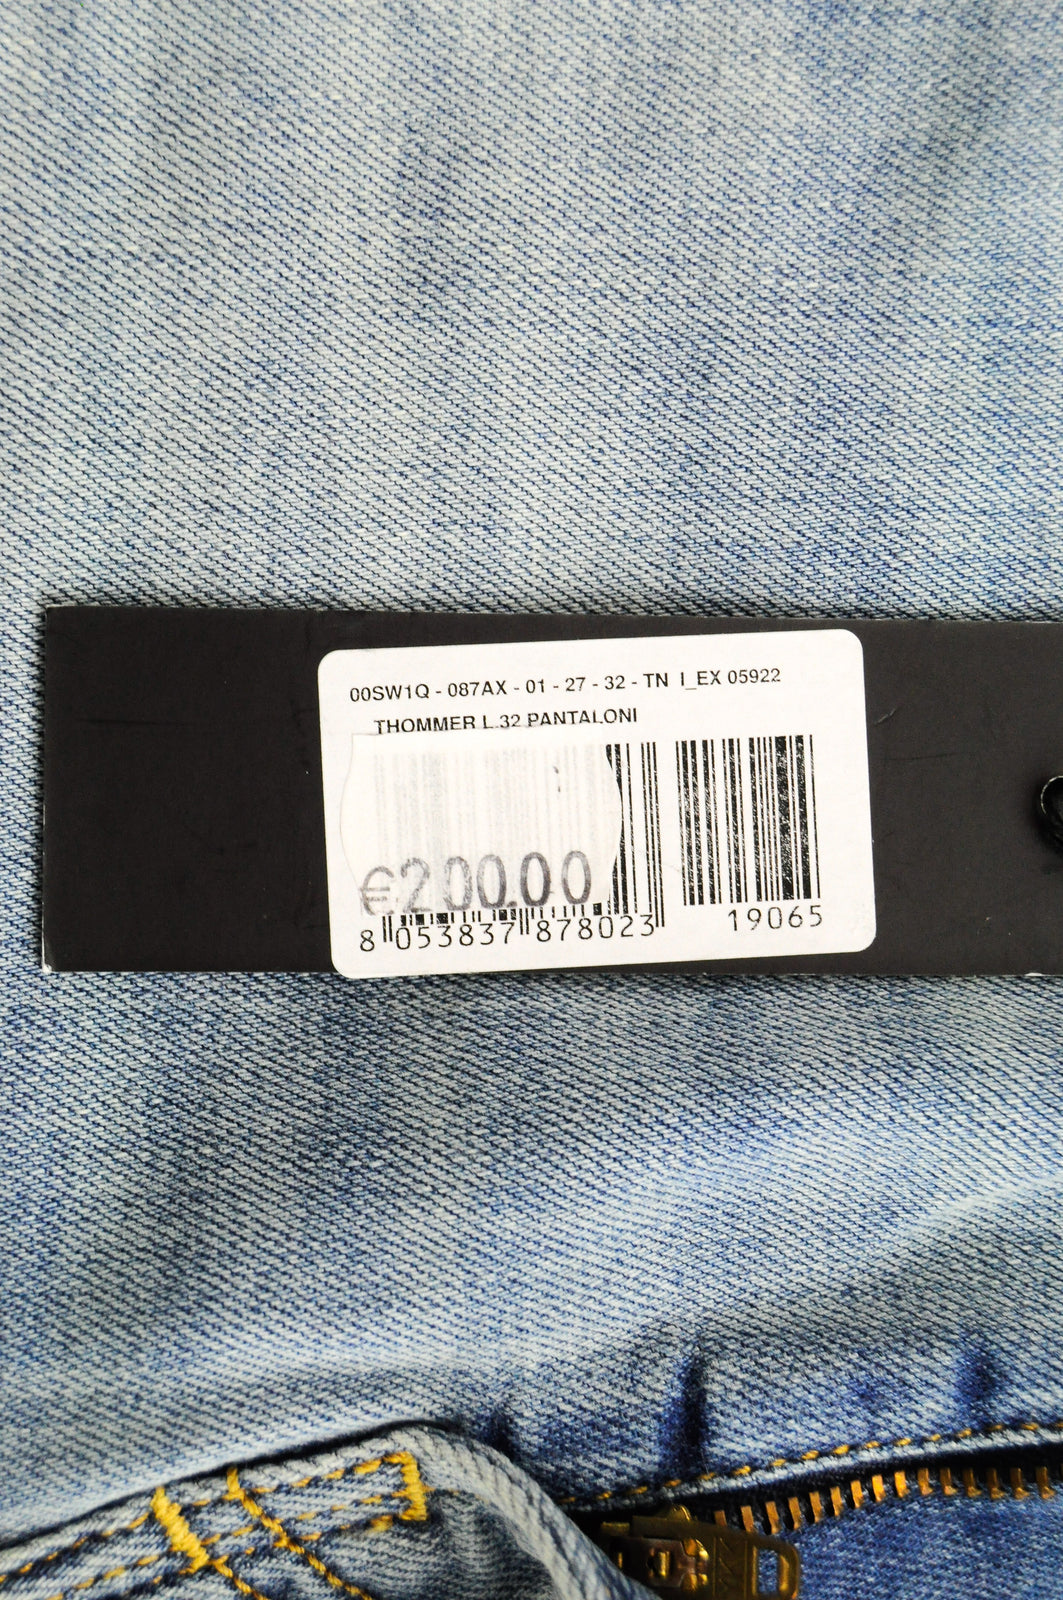 00SW1Q - 087AX - 01 - 27 - 32 - TN I_EX 05922
THOMMER L.32 PANTALONI
€200.00
8 053837 878023
19065